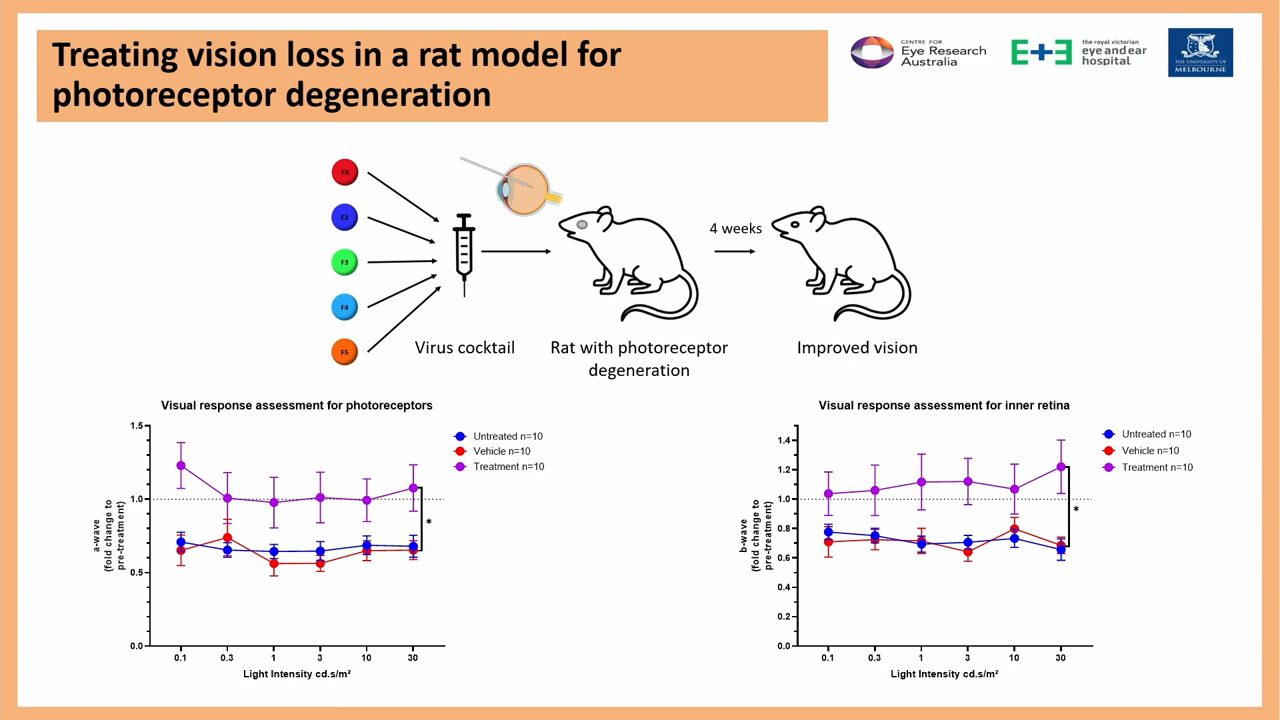 Treating vision loss in a rat model for
photoreceptor degeneration
CENTRE FOR
Eye Research
Australia
E+3
the royal victorian
eye and ear
hospital
THE UNIVERSITY OF
MELBOURNE
FX
F2
F3
F4
F5
4 weeks
Virus cocktail
Rat with photoreceptor
degeneration
Improved vision
Visual response assessment for photoreceptors
1.5
1.0
0.5
0.0
a-wave
(fold change to
pre-treatment)
0.1 0.3 1 3 10 30
Light Intensity cd.s/m²
Untreated n=10
Vehicle n=10
Treatment n=10
*
Visual response assessment for inner retina
1.4
1.2
1.0
0.8
0.6
0.4
0.2
0.0
b-wave
(fold change to
pre-treatment)
0.1 0.3 1 3 10 30
Light Intensity cd.s/m²
Untreated n=10
Vehicle n=10
Treatment n=10
*